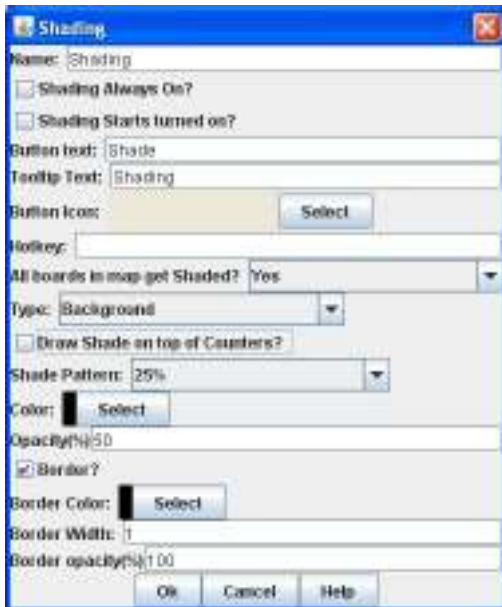 Shading
Name: Shading
Shading Always On?
Shading Starts turned on?
Button text: Shade
Tooltip Text: Shading
Button Icon: Select
Hotkey:
All boards in map get Shaded? Yes
Type: Background
Draw Shade on top of Counters?
Shade Pattern: 25%
Color: Select
Opacity(%) 50
Border?
Border Color: Select
Border Width: 1
Border opacity(%) 100
Ok Cancel Help